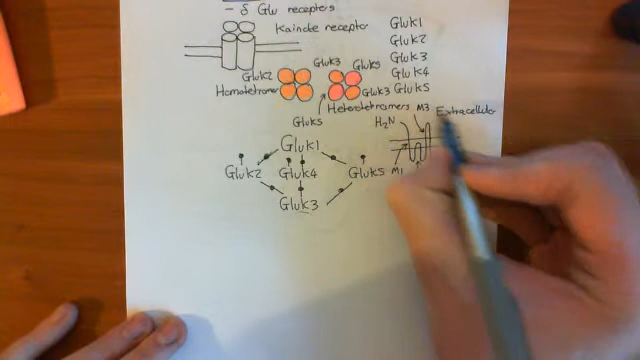 - δ Glu receptors
Kainate receptor
GluK1
GluK2
GluK3
GluK4
GluK5
GluK3
GluK5
GluK2
Homotetramer
GluK3
GluK5
Heterotetramers
M3
Extracellula
H₂N
M1
GluK1
GluK2
GluK4
GluK5
GluK3